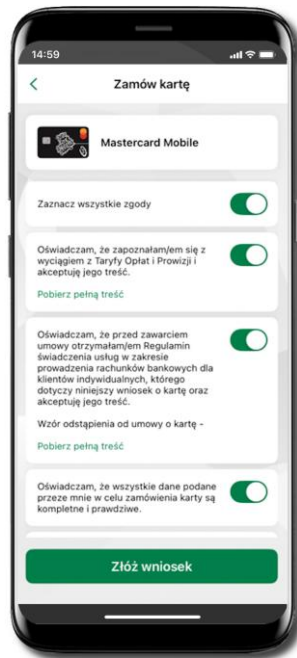 14:59
Zamów kartę
Mastercard Mobile
Zaznacz wszystkie zgody
Oświadczam, że zapoznałam/em się z
wyciągiem z Taryfy Opłat i Prowizji i
akceptuję jego treść.
Pobierz pełną treść
Oświadczam, że przed zawarciem
umowy otrzymałam/em Regulamin
świadczenia usług w zakresie
prowadzenia rachunków bankowych dla
klientów indywidualnych, którego
dotyczy niniejszy wniosek o kartę oraz
akceptuję jego treść.
Wzór odstąpienia od umowy o kartę -
Pobierz pełną treść
Oświadczam, że wszystkie dane podane
przeze mnie w celu zamówienia karty są
kompletne i prawdziwe.
Złóż wniosek